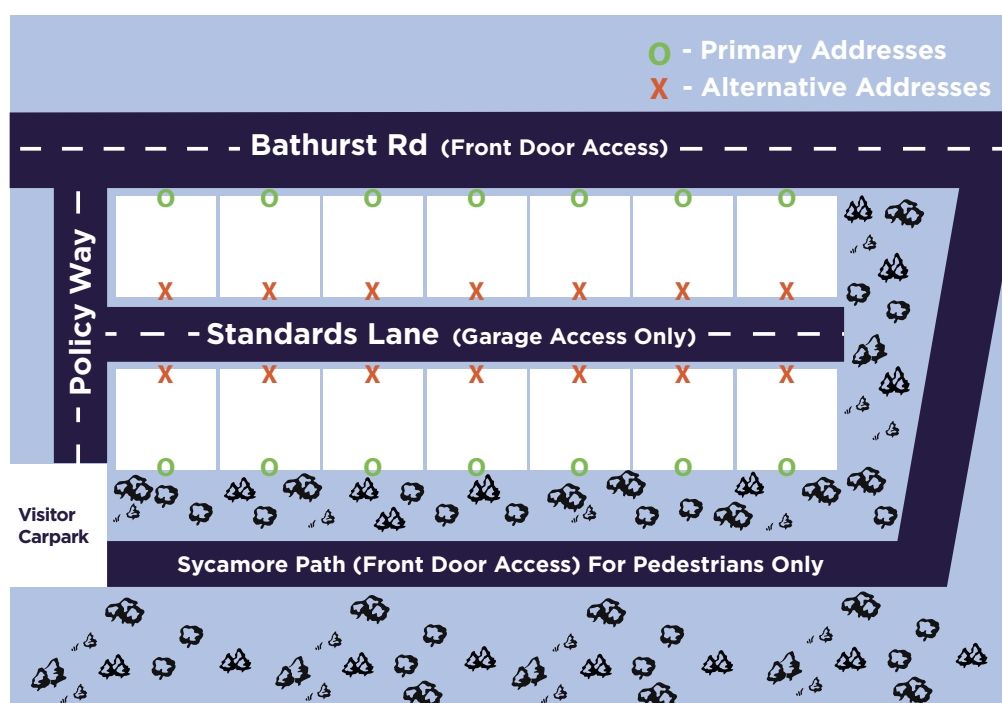 O - Primary Addresses
X - Alternative Addresses
Bathurst Rd (Front Door Access)
O O O O O O O
Policy Way
X X X X X X X
Standards Lane (Garage Access Only)
X X X X X X X
O O O O O O O
Visitor
Carpark
Sycamore Path (Front Door Access) For Pedestrians Only